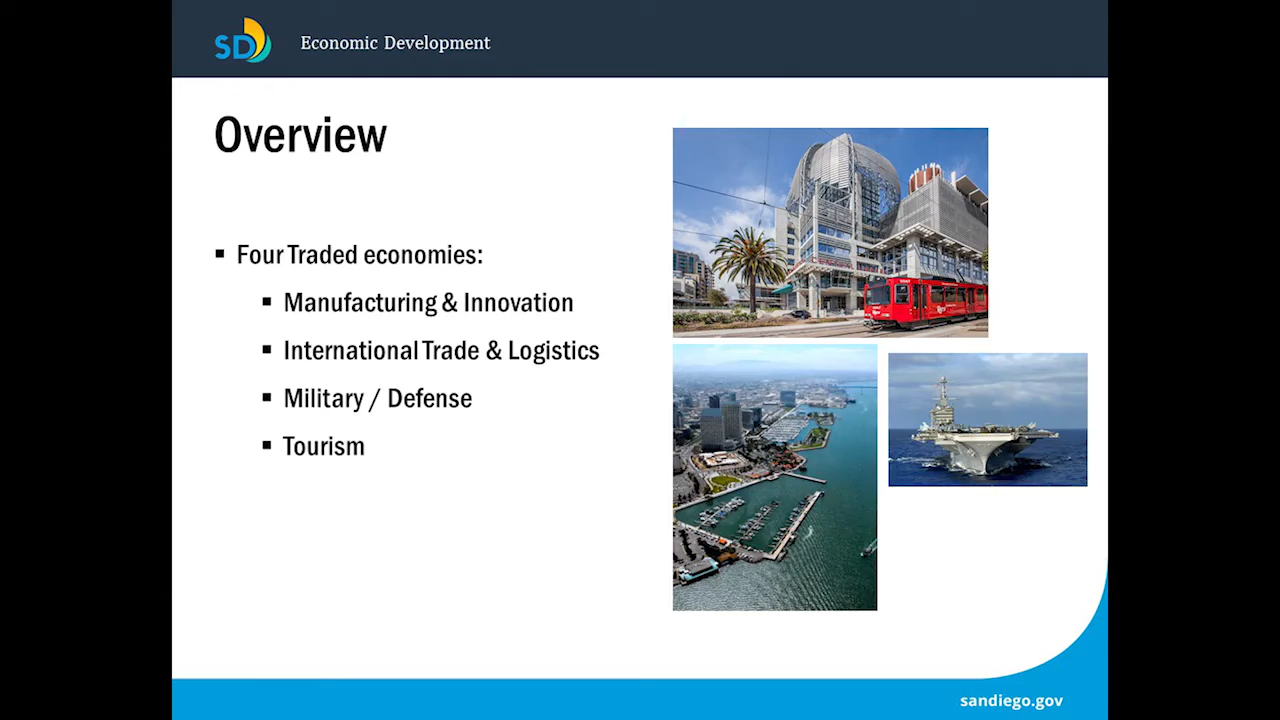 SD
Economic Development
Overview
Four Traded economies:
Manufacturing & Innovation
International Trade & Logistics
Military / Defense
Tourism
sandiego.gov